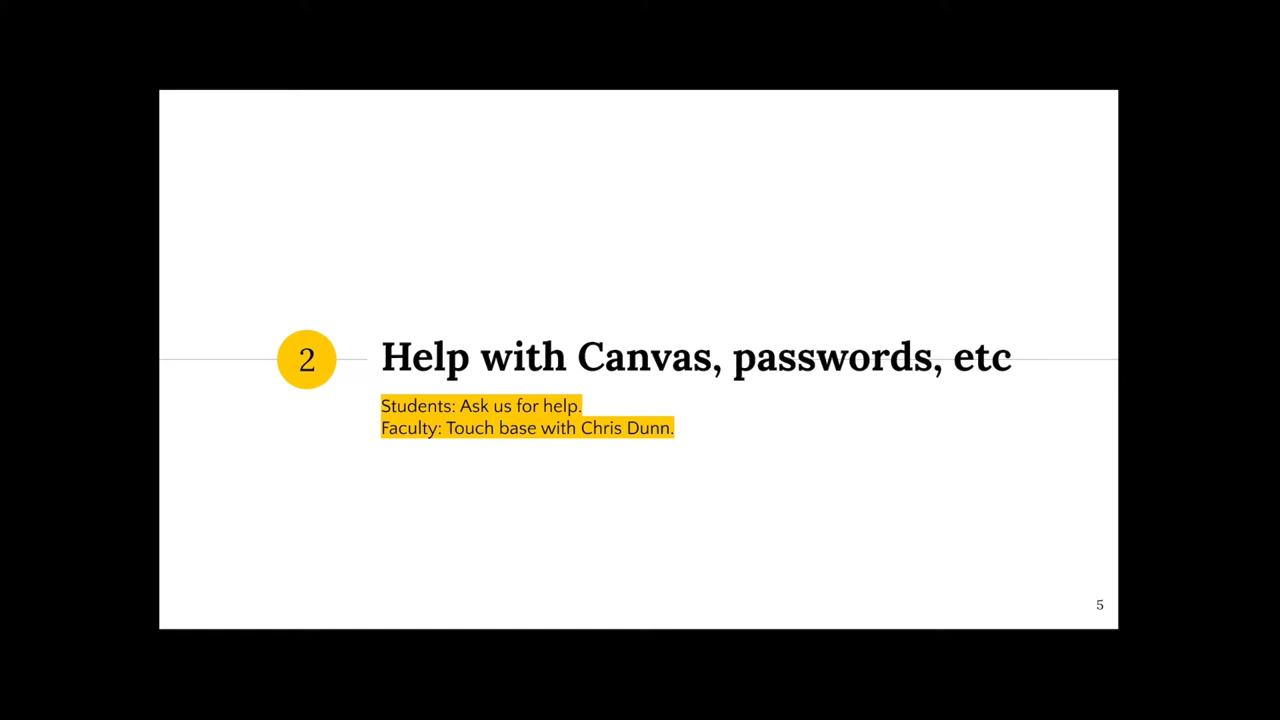 2
Help with Canvas, passwords, etc
Students: Ask us for help.
Faculty: Touch base with Chris Dunn.
5